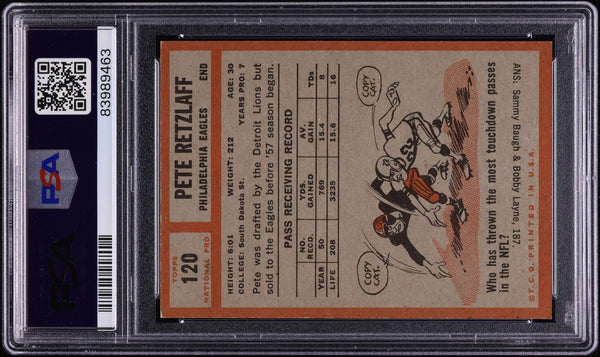 83989463
PSA
PSA
TOPPS
120
NATIONAL PRO
PETE RETZLAFF
PHILADELPHIA EAGLES END
HEIGHT: 6:01 WEIGHT: 212 AGE: 30
COLLEGE: South Dakota St. YEARS PRO: 7
Pete was drafted by the Detroit Lions but
sold to the Eagles before '57 season began.
PASS RECEIVING RECORD
NO. RECD. YDS. GAINED AV. GAIN TDS
YEAR 50 769 15.4 8
LIFE 208 3235 15.6 16
COPY CAT.
COPY CAT.
Who has thrown the most touchdown passes
in the NFL?
ANS: Sammy Baugh & Bobby Layne, 187.
© T.C.G. PRINTED IN U.S.A.